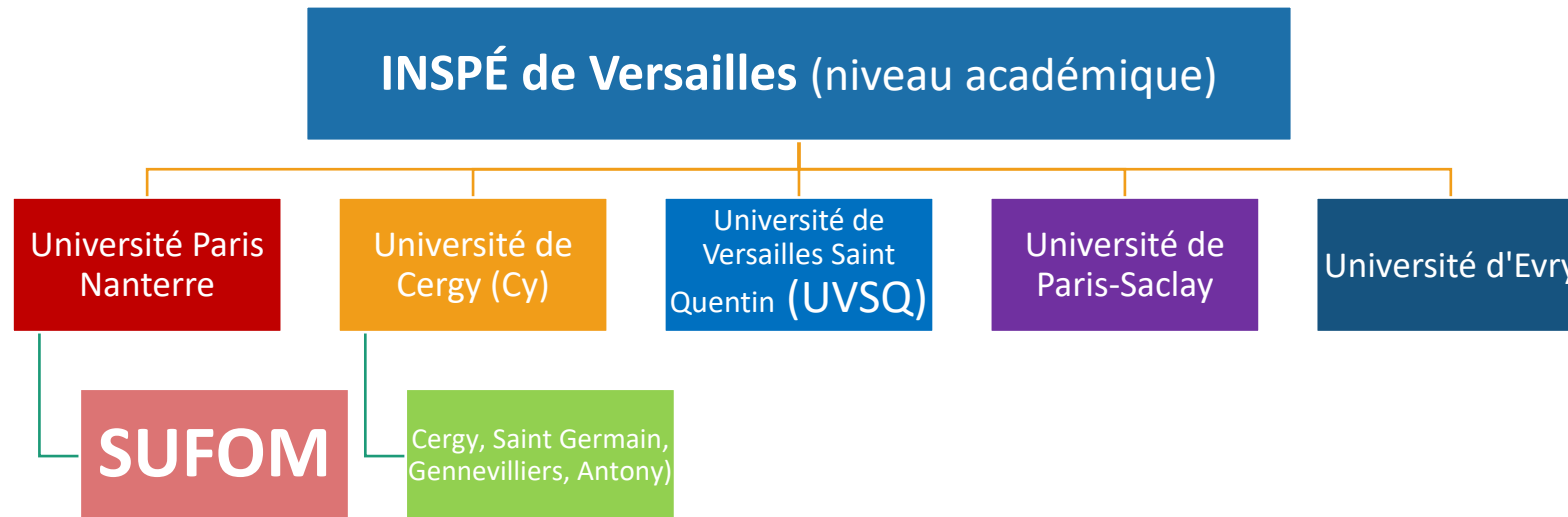 INSPÉ de Versailles (niveau académique)
Université Paris
Nanterre
Université de
Cergy (Cy)
Université de
Versailles Saint
Quentin (UVSQ)
Université de
Paris-Saclay
Université d'Evry
SUFOM
Cergy, Saint Germain,
Gennevilliers, Antony)